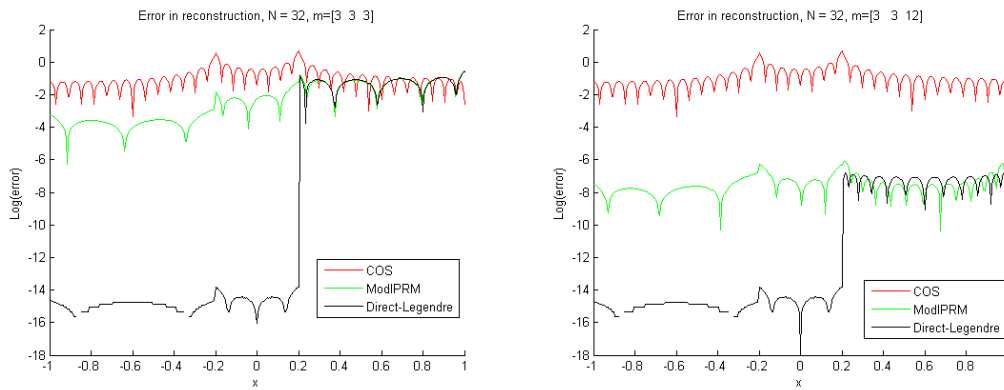 Error in reconstruction, N = 32, m=[3 3 3]
2
0
-2
-4
-6
-8
-10
-12
-14
-16
-18
Log(error)
-1 -0.8 -0.6 -0.4 -0.2 0 0.2 0.4 0.6 0.8 1
x
COS
ModIPRM
Direct-Legendre
Error in reconstruction, N = 32, m=[3 3 12]
2
0
-2
-4
-6
-8
-10
-12
-14
-16
-18
Log(error)
-1 -0.8 -0.6 -0.4 -0.2 0 0.2 0.4 0.6 0.8
x
COS
ModIPRM
Direct-Legendre